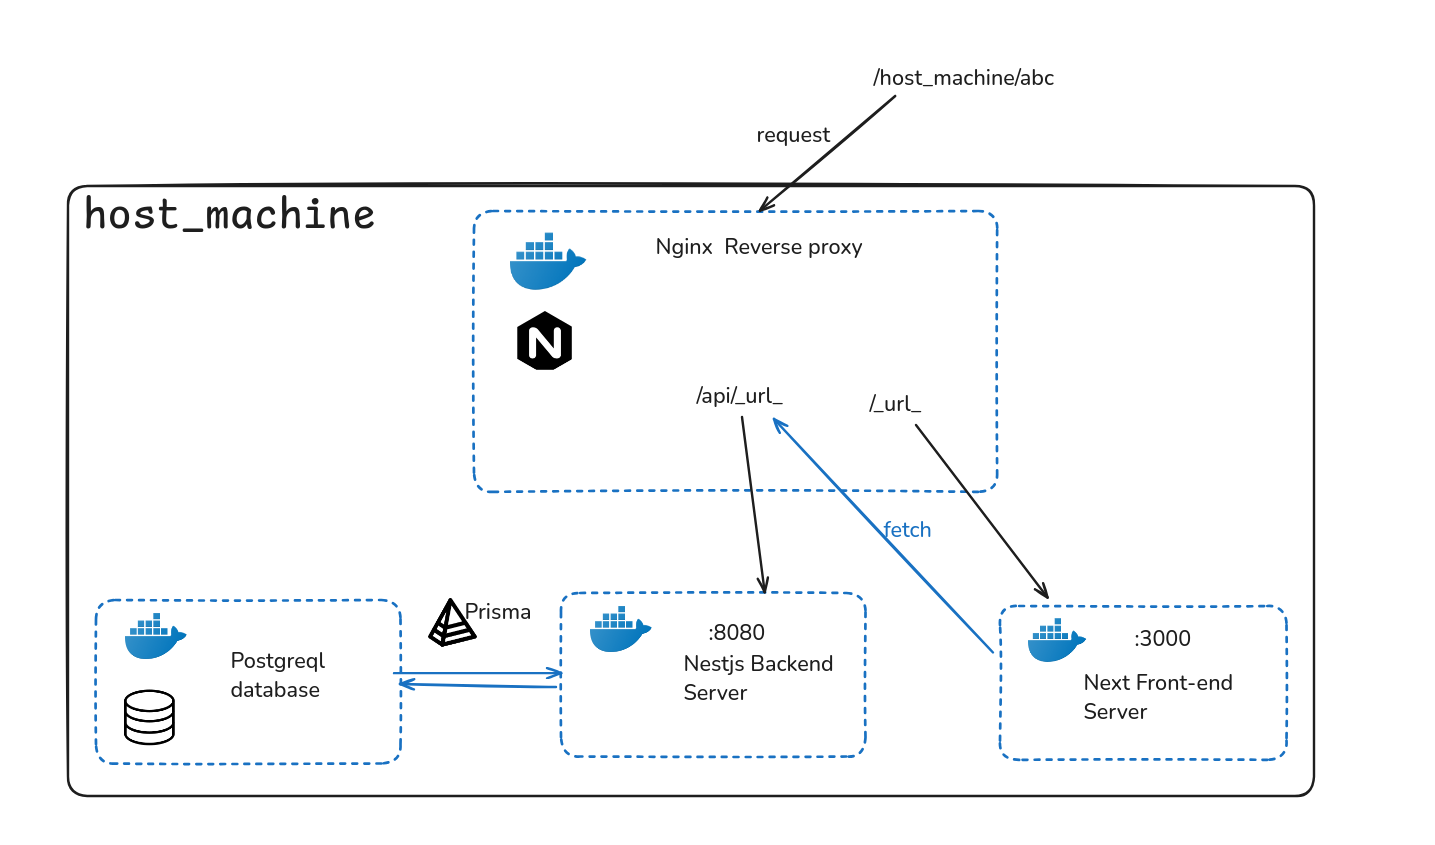 /host_machine/abc
request
host_machine
Nginx  Reverse proxy
N
/api/_url_
/_url_
fetch
Prisma
Postgreql
database
:8080
Nestjs Backend
Server
:3000
Next Front-end
Server